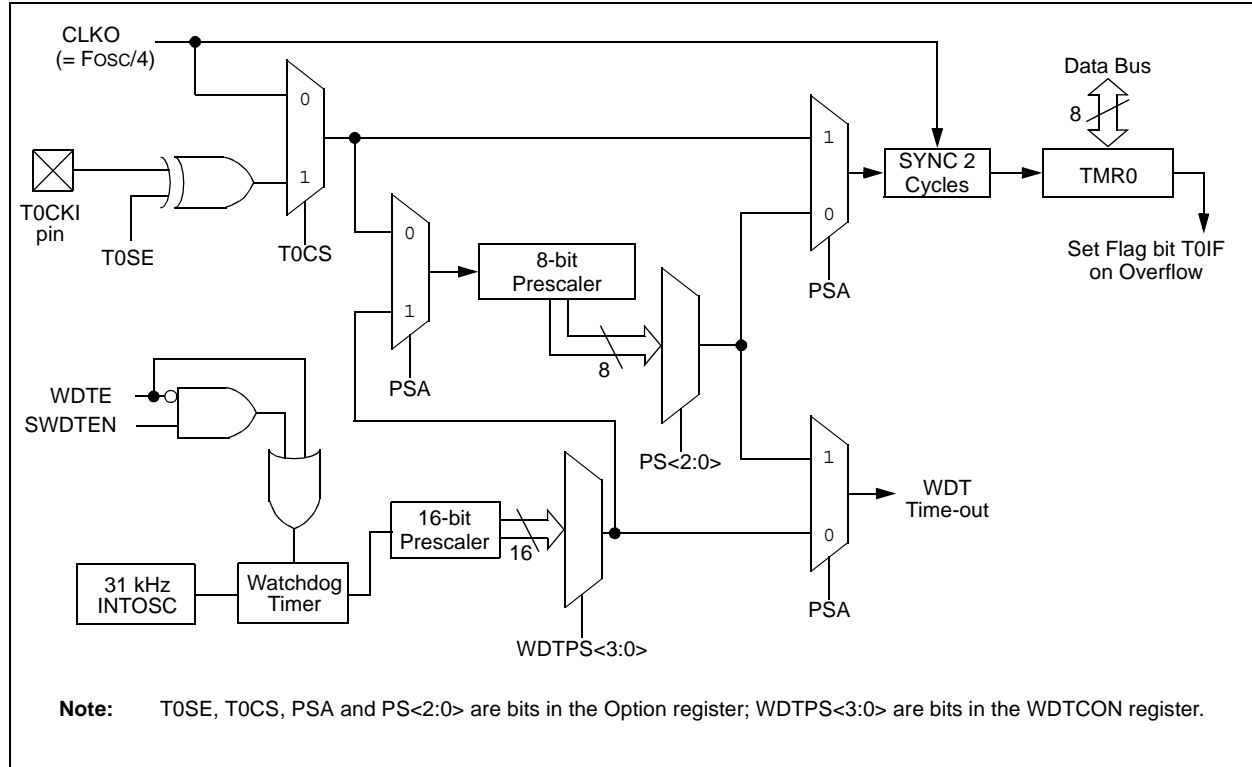 CLKO
(= FOSC/4)
0
1
T0CKI
pin
T0SE
T0CS
0
1
PSA
8-bit
Prescaler
8
PS<2:0>
1
0
PSA
SYNC 2
Cycles
Data Bus
8
TMR0
Set Flag bit T0IF
on Overflow
WDTE
SWDTEN
31 kHz
INTOSC
Watchdog
Timer
16-bit
Prescaler
16
WDTPS<3:0>
1
0
PSA
WDT
Time-out
Note: T0SE, T0CS, PSA and PS<2:0> are bits in the Option register; WDTPS<3:0> are bits in the WDTCON register.